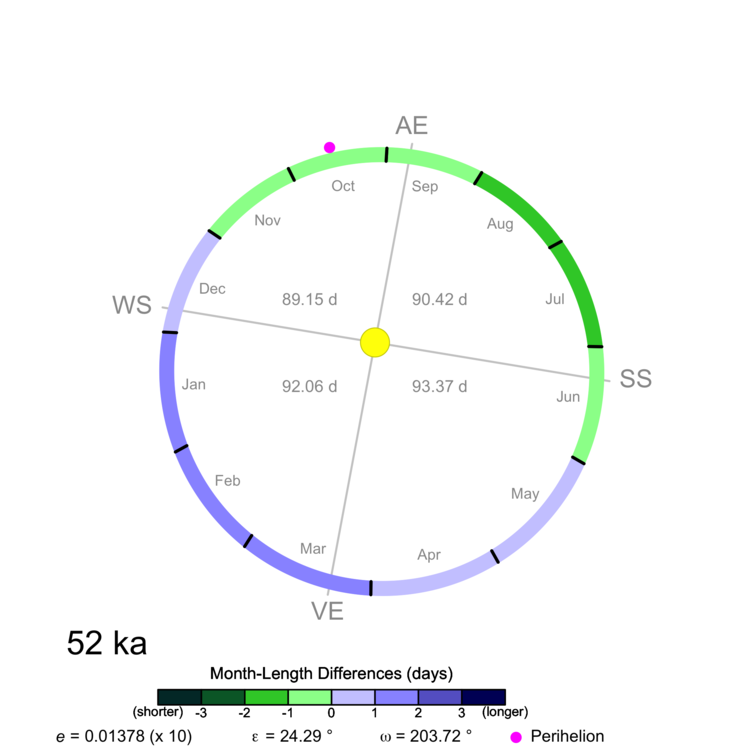 AE
Oct
Sep
Nov
Aug
Dec
Jul
WS
89.15 d
90.42 d
SS
92.06 d
93.37 d
Jan
Jun
Feb
May
Mar
Apr
VE
52 ka
Month-Length Differences (days)
(shorter) -3 -2 -1 0 1 2 3 (longer)
e = 0.01378 (x 10) ε = 24.29 ° ω = 203.72 ° Perihelion